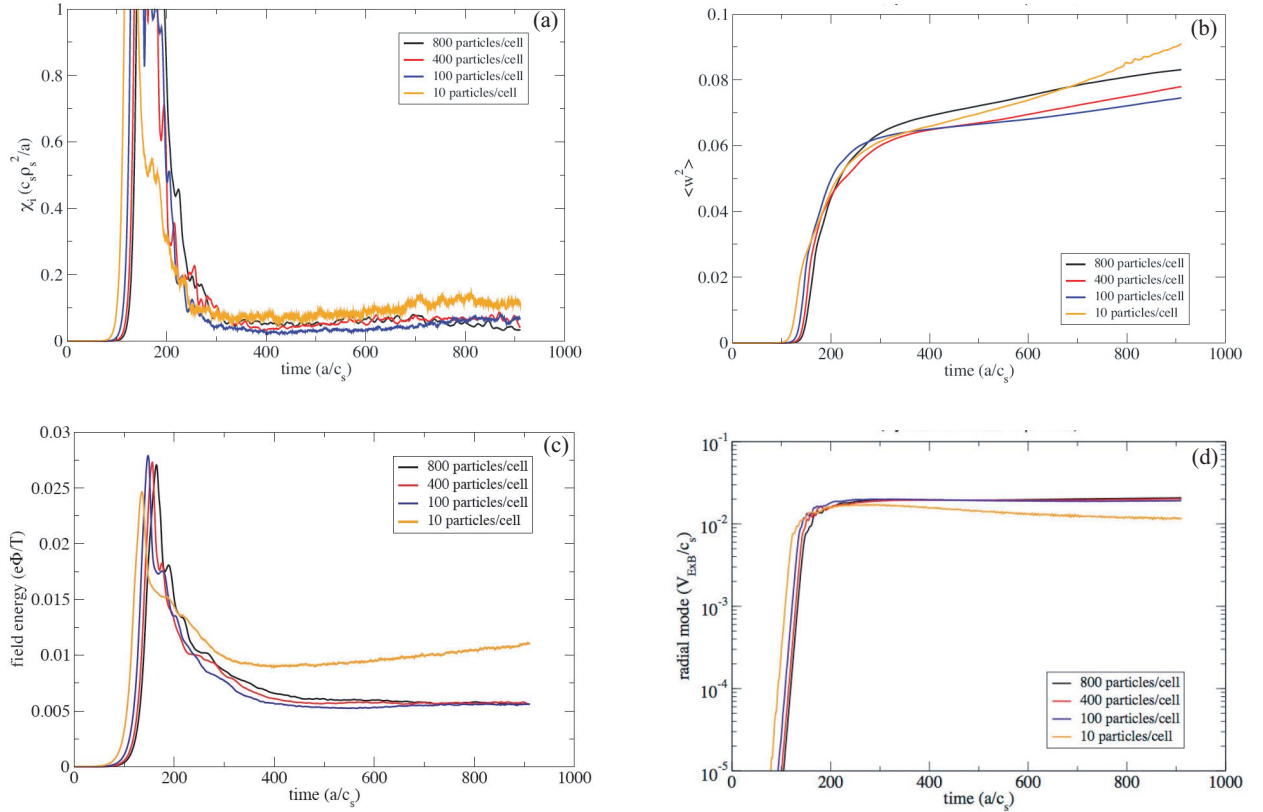 (a)
1
0.8
0.6
0.4
0.2
0
χi (csρs²/a)
800 particles/cell
400 particles/cell
100 particles/cell
10 particles/cell
0 200 400 600 800 1000
time (a/cs)
(b)
0.1
0.08
0.06
0.04
0.02
0
<w²>
800 particles/cell
400 particles/cell
100 particles/cell
10 particles/cell
0 200 400 600 800 1000
time (a/cs)
(c)
0.03
0.025
0.02
0.015
0.01
0.005
0
field energy (eΦ/T)
800 particles/cell
400 particles/cell
100 particles/cell
10 particles/cell
0 200 400 600 800 1000
time (a/cs)
(d)
10⁻¹
10⁻²
10⁻³
10⁻⁴
10⁻⁵
radial mode (VExB/cs)
800 particles/cell
400 particles/cell
100 particles/cell
10 particles/cell
0 200 400 600 800 1000
time (a/cs)